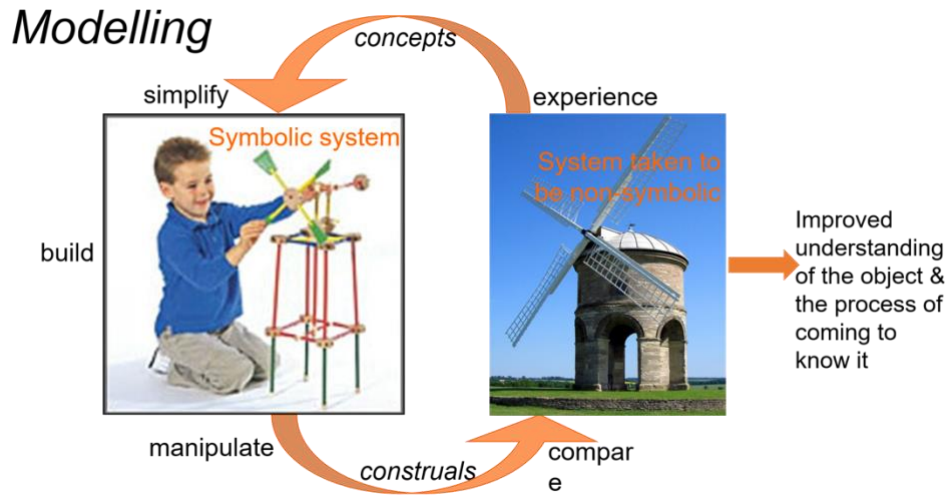 Modelling
concepts
simplify
experience
Symbolic system
System taken to
be non-symbolic
build
Improved
understanding
of the object &
the process of
coming to
know it
manipulate
construals
compar
e